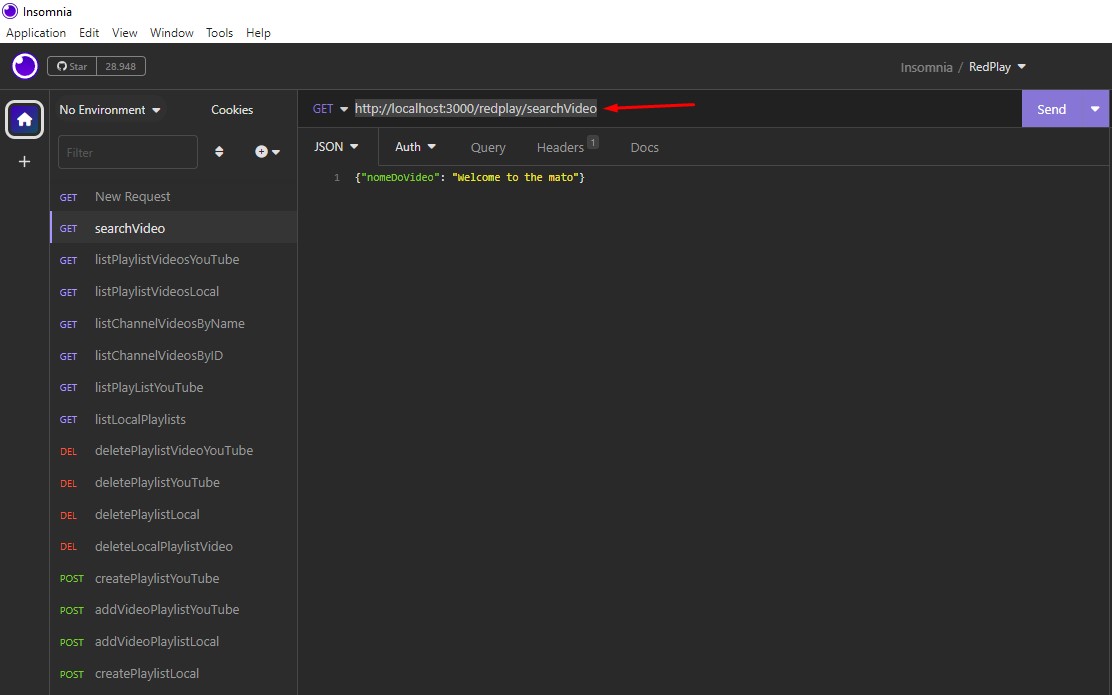 Insomnia
Application Edit View Window Tools Help
Star 28.948
Insomnia / RedPlay
No Environment Cookies
GET http://localhost:3000/redplay/searchVideo Send
Filter
JSON Auth Query Headers 1 Docs
1 {"nomeDoVideo": "Welcome to the mato"}
GET New Request
GET searchVideo
GET listPlaylistVideosYouTube
GET listPlaylistVideosLocal
GET listChannelVideosByName
GET listChannelVideosByID
GET listPlayListYouTube
GET listLocalPlaylists
DEL deletePlaylistVideoYouTube
DEL deletePlaylistYouTube
DEL deletePlaylistLocal
DEL deleteLocalPlaylistVideo
POST createPlaylistYouTube
POST addVideoPlaylistYouTube
POST addVideoPlaylistLocal
POST createPlaylistLocal